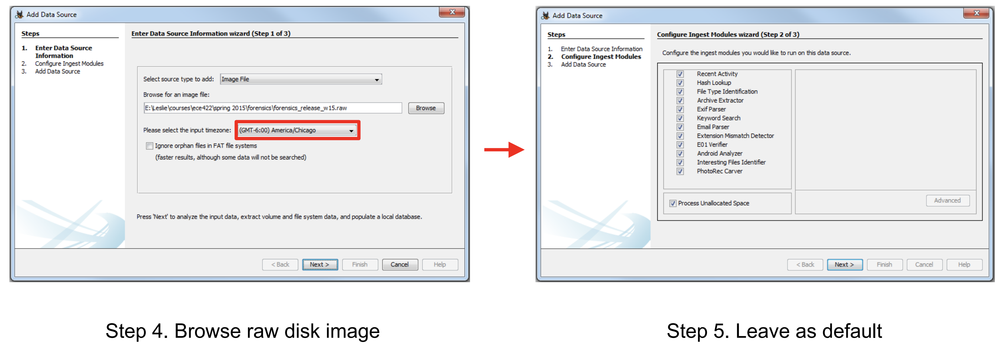 Add Data Source
Steps
1. Enter Data Source
Information
2. Configure Ingest Modules
3. Add Data Source
Enter Data Source Information wizard (Step 1 of 3)
Select source type to add: Image File
Browse for an image file:
E:\Leslie\courses\ece422\spring 2015\forensics\forensics_release_w15.raw Browse
Please select the input timezone: (GMT-6:00) America/Chicago
Ignore orphan files in FAT file systems
(faster results, although some data will not be searched)
Press 'Next' to analyze the input data, extract volume and file system data, and populate a local database.
< Back Next > Finish Cancel Help
Add Data Source
Steps
1. Enter Data Source Information
2. Configure Ingest Modules
3. Add Data Source
Configure Ingest Modules wizard (Step 2 of 3)
Configure the ingest modules you would like to run on this data source.
Recent Activity
Hash Lookup
File Type Identification
Archive Extractor
Exif Parser
Keyword Search
Email Parser
Extension Mismatch Detector
E01 Verifier
Android Analyzer
Interesting Files Identifier
PhotoRec Carver
Process Unallocated Space
Advanced
< Back Next > Finish Cancel Help
Step 4. Browse raw disk image
Step 5. Leave as default